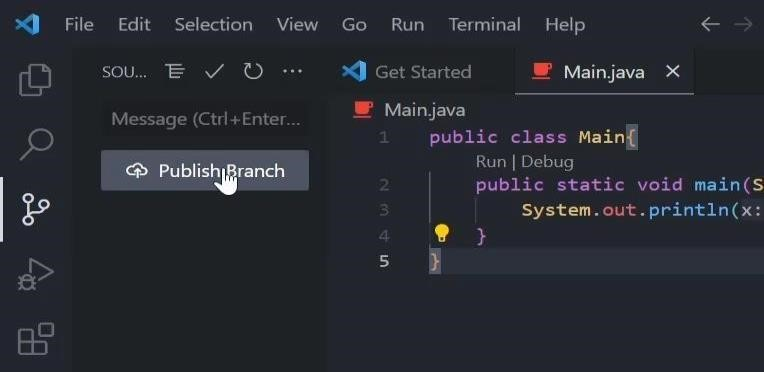 File Edit Selection View Go Run Terminal Help
SOU...
Get Started
Main.java
Message (Ctrl+Enter...
Publish Branch
Main.java
1 public class Main{
Run | Debug
2 public static void main(S
3 System.out.println(x:
4 }
5 }